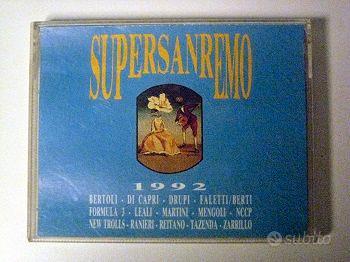 SUPERSANREMO
1992
BERTOLI - DI CAPRI - DRUPI - FALETTI/BERTI
FORMULA 3 - LEALI - MARTINI - MENGOLI - NCCP
NEW TROLLS - RANIERI - REITANO - TAZENDA - ZARRILLO
subito